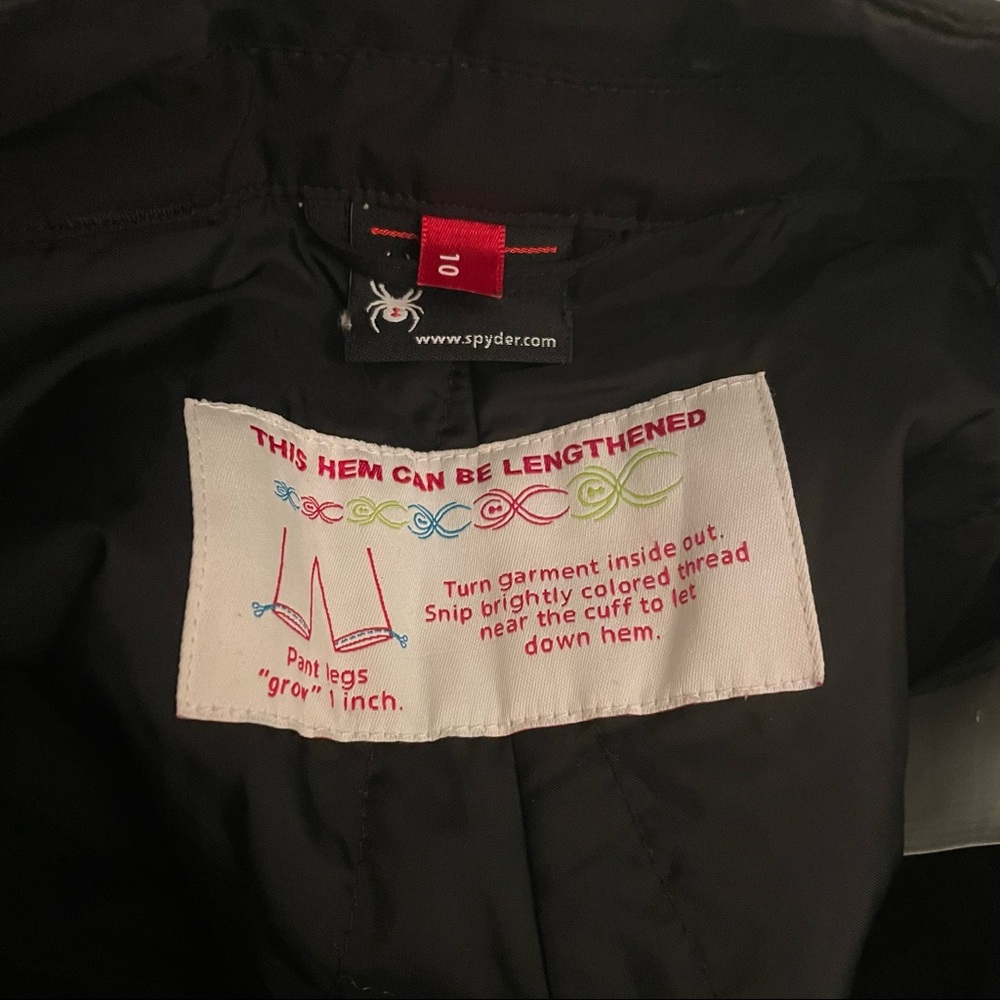 10
www.spyder.com
THIS HEM CAN BE LENGTHENED
Turn garment inside out.
Snip brightly colored thread
near the cuff to let
down hem.
Pant legs
"grow" 1 inch.